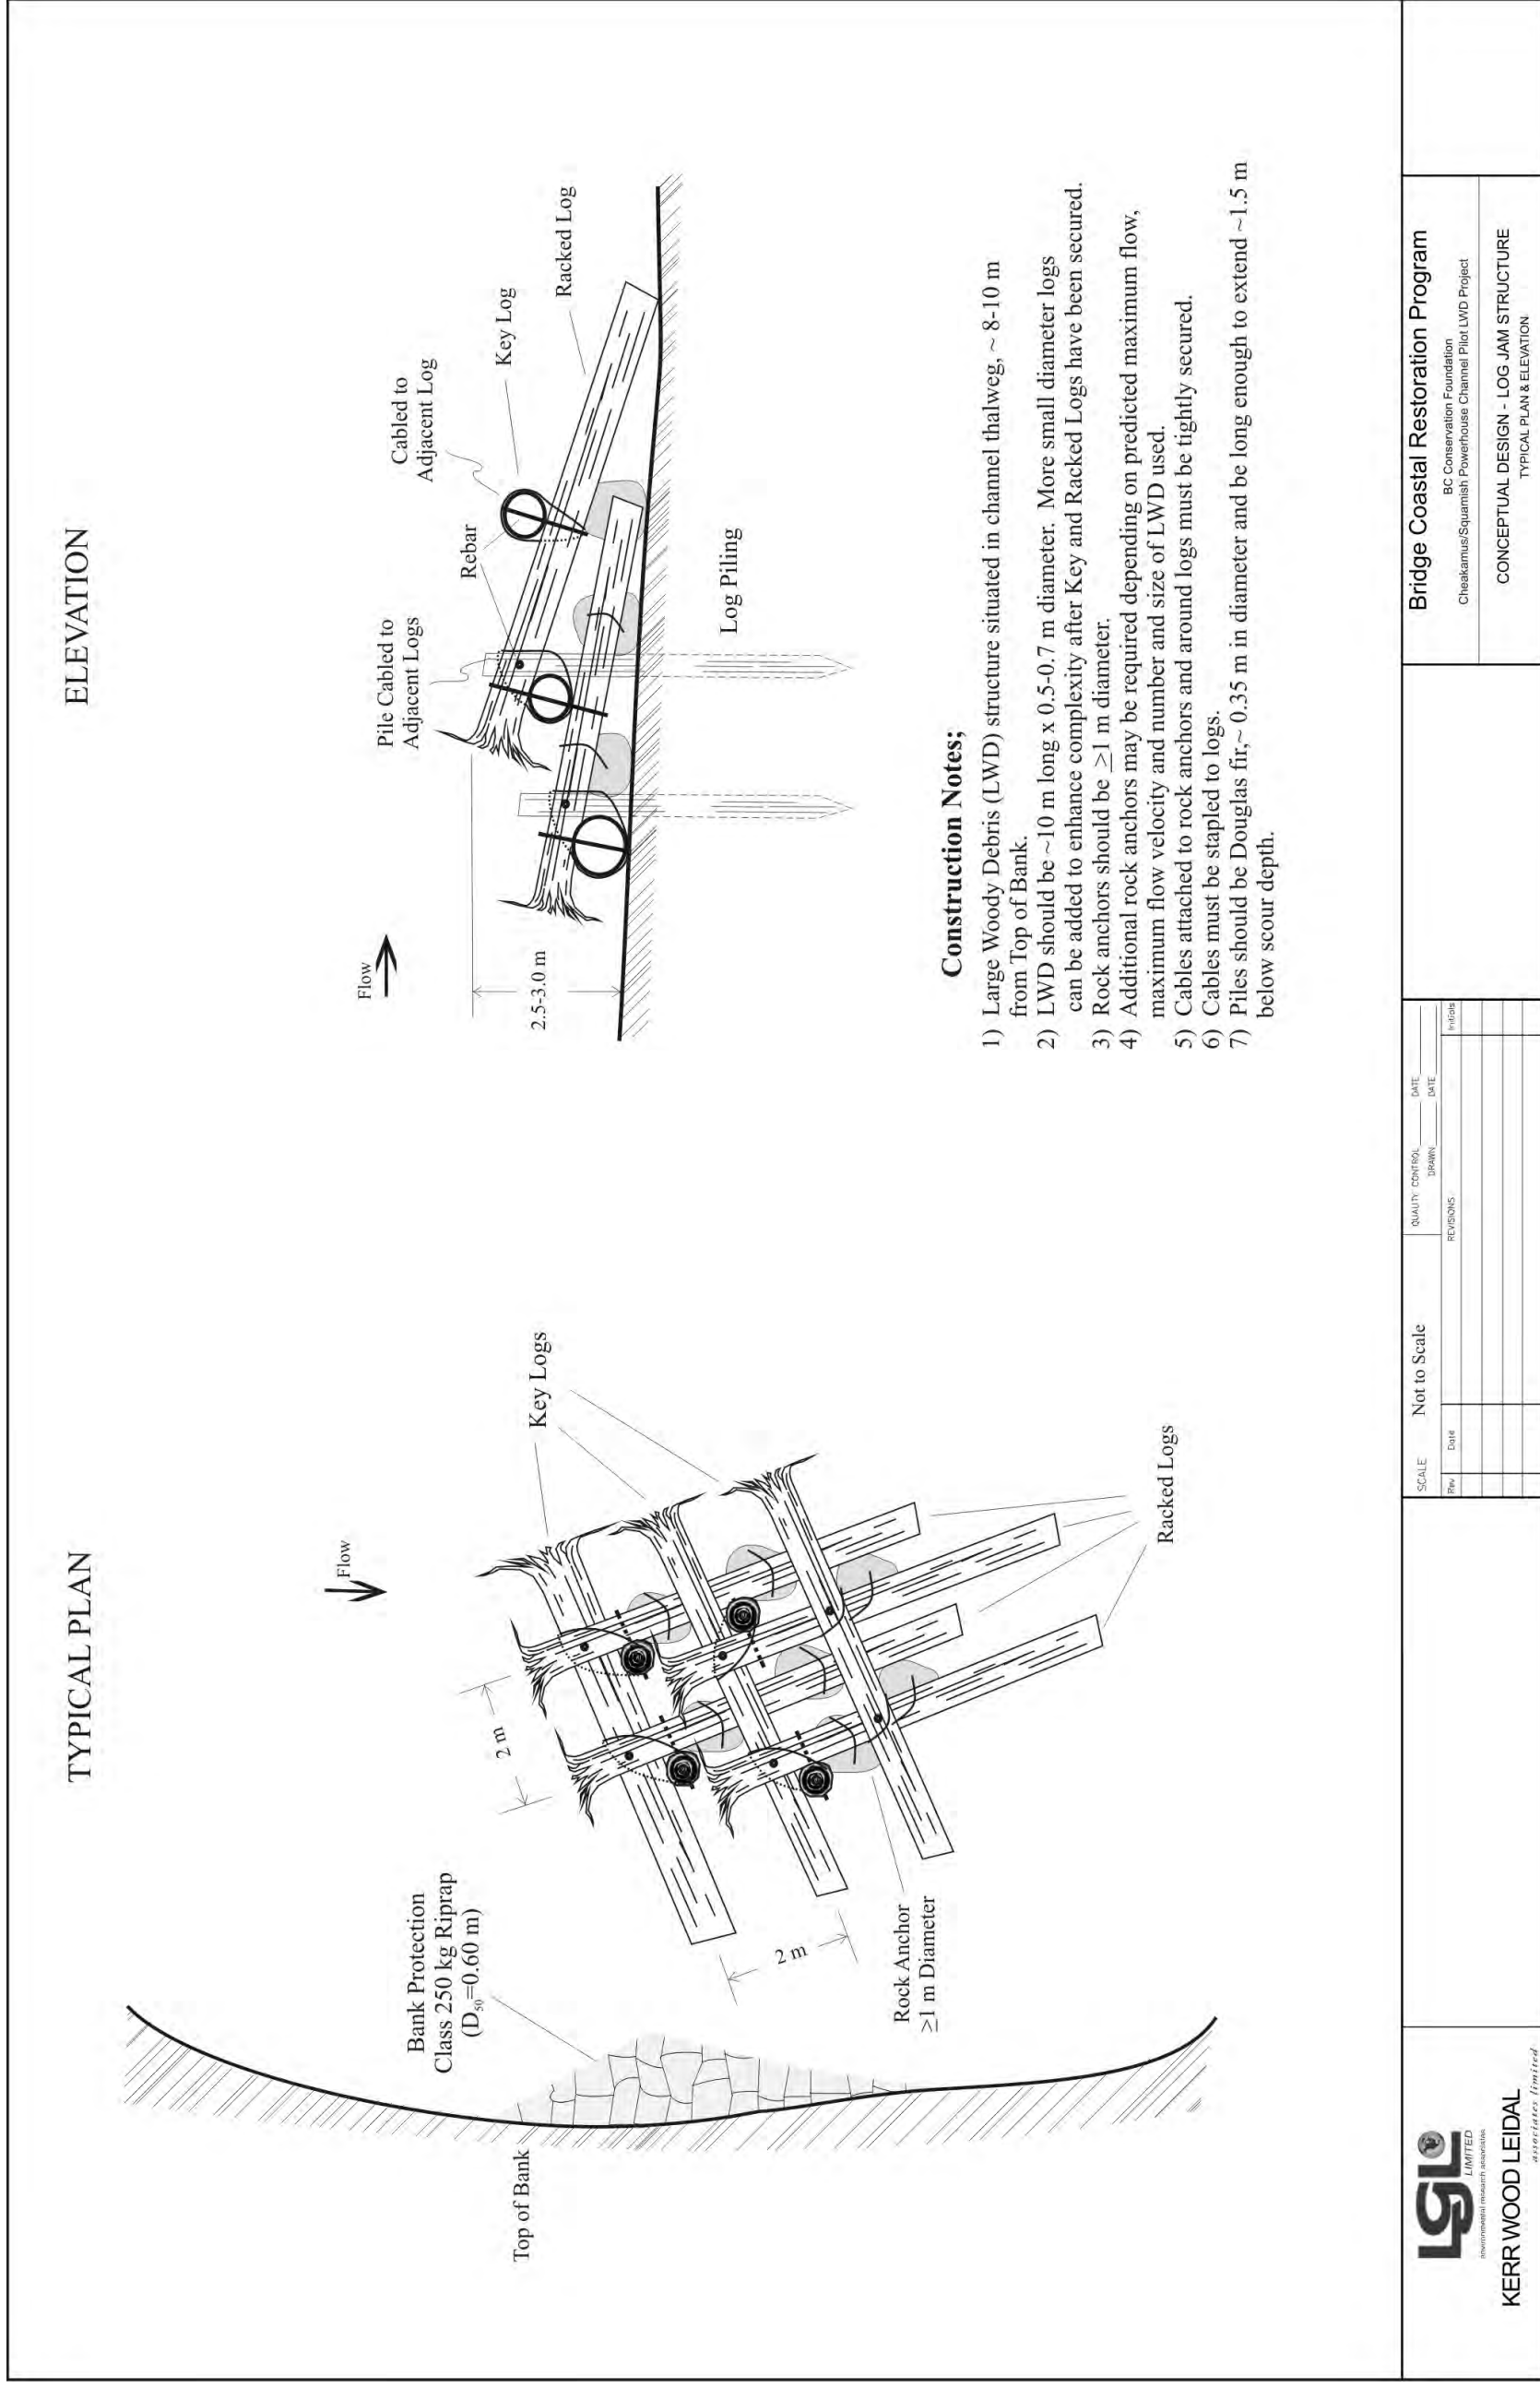 TYPICAL PLAN
Flow
Key Logs
2 m
Bank Protection
Class 250 kg Riprap
(D₅₀=0.60 m)
Top of Bank
2 m
Rock Anchor
≥1 m Diameter
Racked Logs
ELEVATION
Flow
2.5-3.0 m
Pile Cabled to
Adjacent Logs
Rebar
Cabled to
Adjacent Log
Key Log
Racked Log
Log Piling
Construction Notes;
1) Large Woody Debris (LWD) structure situated in channel thalweg, ~ 8-10 m
from Top of Bank.
2) LWD should be ~10 m long x 0.5-0.7 m diameter. More small diameter logs
can be added to enhance complexity after Key and Racked Logs have been secured.
3) Rock anchors should be ≥1 m diameter.
4) Additional rock anchors may be required depending on predicted maximum flow,
maximum flow velocity and number and size of LWD used.
5) Cables attached to rock anchors and around logs must be tightly secured.
6) Cables must be stapled to logs.
7) Piles should be Douglas fir,~ 0.35 m in diameter and be long enough to extend ~1.5 m
below scour depth.
LGL
LIMITED
environmental research associates
KERR WOOD LEIDAL
associates limited
SCALE Not to Scale
QUALITY CONTROL DATE
DRAWN DATE
Rev Date REVISIONS Initials
Bridge Coastal Restoration Program
BC Conservation Foundation
Cheakamus/Squamish Powerhouse Channel Pilot LWD Project
CONCEPTUAL DESIGN - LOG JAM STRUCTURE
TYPICAL PLAN & ELEVATION